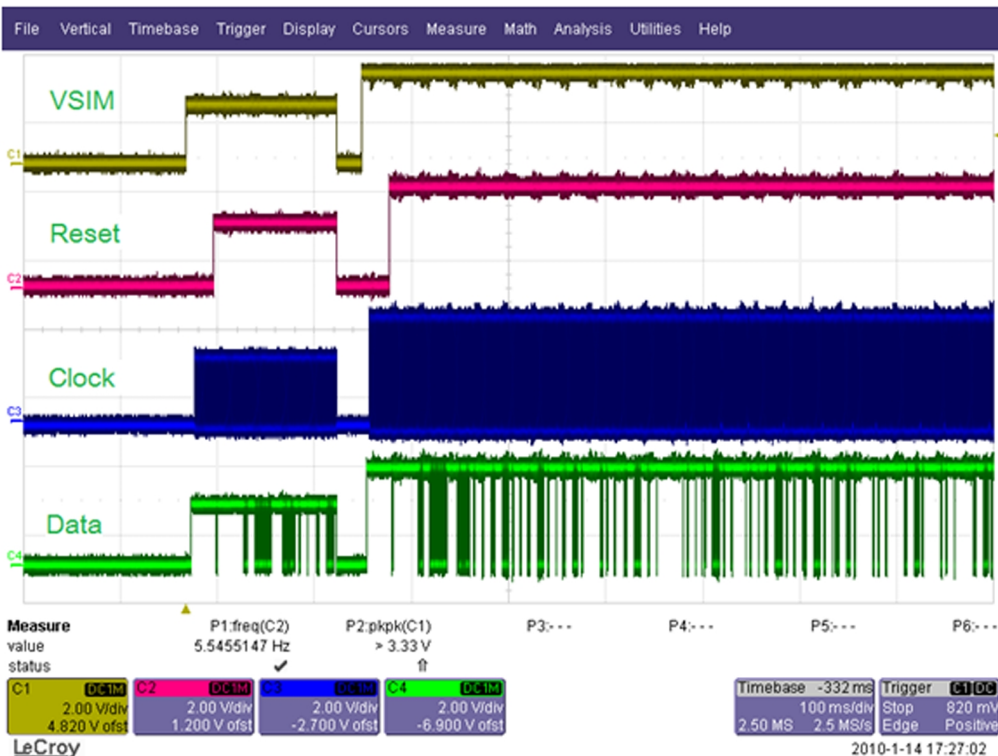 File Vertical Timebase Trigger Display Cursors Measure Math Analysis Utilities Help
VSIM
C1
Reset
C2
Clock
C3
Data
C4
Measure P1:freq(C2) P2:pkpk(C1) P3:- - - P4:- - - P5:- - - P6:- - -
value 5.5455147 Hz > 3.33 V
status ✔ ⇑
C1 DC1M C2 DC1M C3 DC1M C4 DC1M Timebase -332 ms Trigger C1 DC
2.00 V/div 2.00 V/div 2.00 V/div 2.00 V/div 100 ms/div Stop 820 mV
4.820 V ofst 1.200 V ofst -2.700 V ofst -6.900 V ofst 2.50 MS 2.5 MS/s Edge Positive
LeCroy 2010-1-14 17:27:02